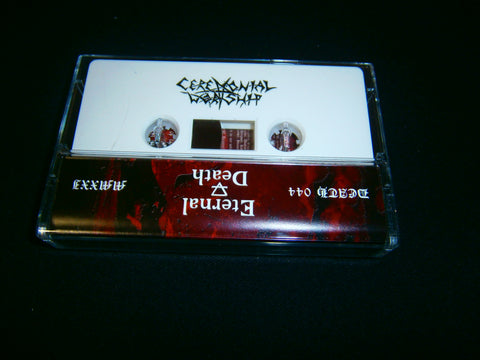 CEREMONIAL
WORSHIP
DEATH 044
Eternal
Death
MMXXI